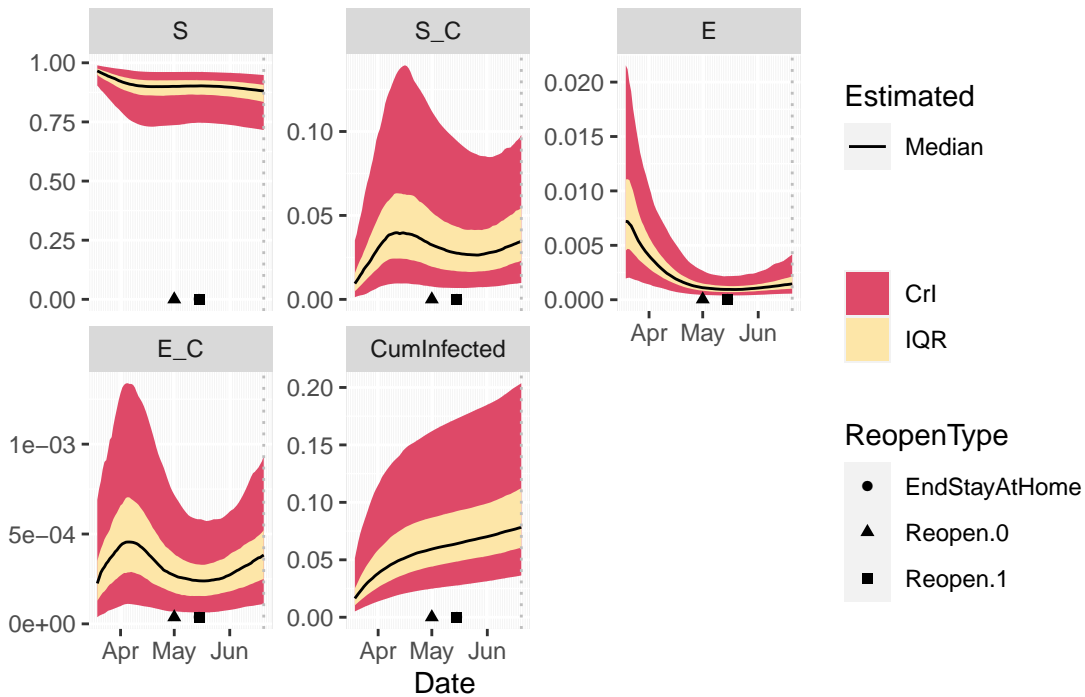 S
S_C
E
1.00
0.75
0.50
0.25
0.00
0.10
0.05
0.00
0.020
0.015
0.010
0.005
0.000
Apr May Jun
E_C
CumInfected
1e−03
5e−04
0e+00
Apr May Jun
0.20
0.15
0.10
0.05
0.00
Apr May Jun
Date
Estimated
Median
CrI
IQR
ReopenType
EndStayAtHome
Reopen.0
Reopen.1